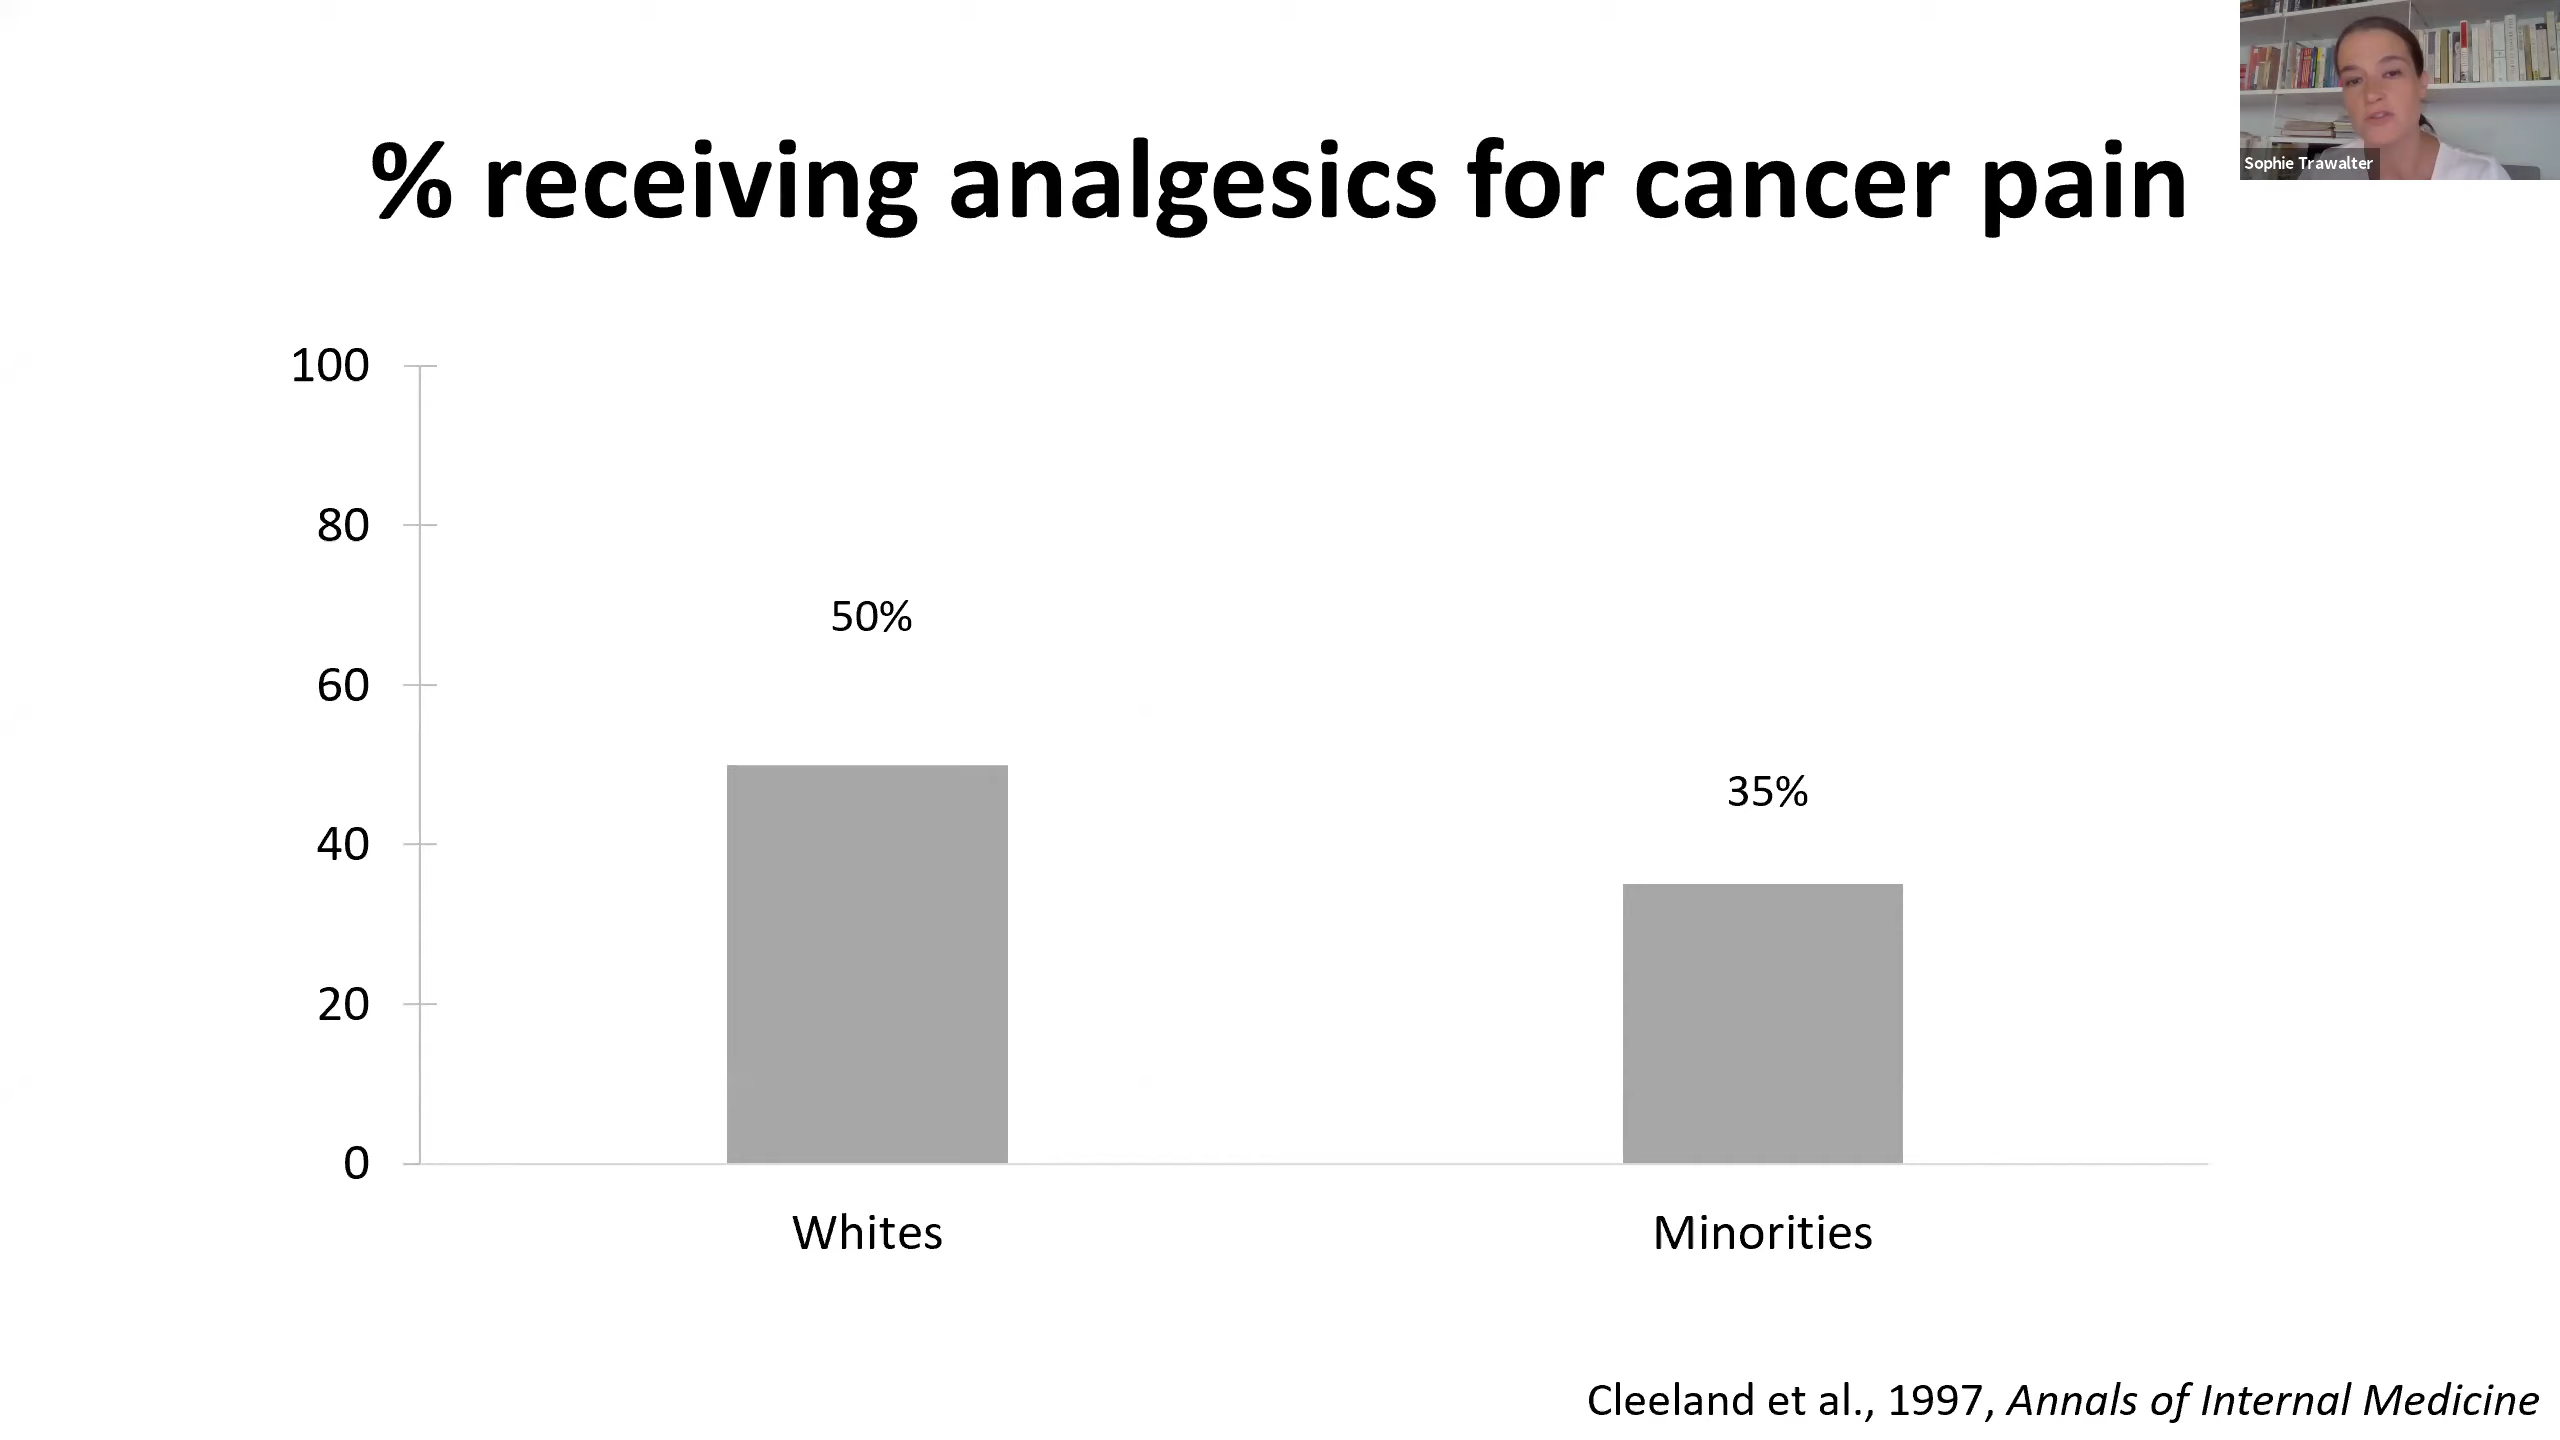 % receiving analgesics for cancer pain
Sophie Trawalter
100
80
60
40
20
0
50%
35%
Whites
Minorities
Cleeland et al., 1997, Annals of Internal Medicine